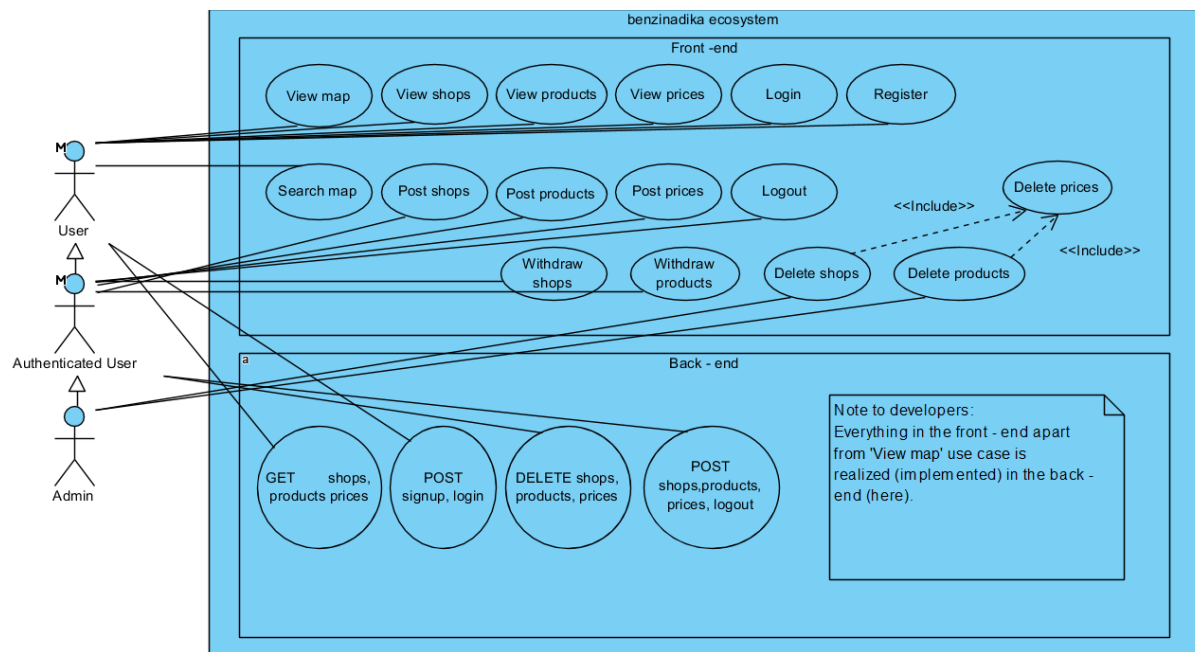 benzinadika ecosystem
Front -end
View map
View shops
View products
View prices
Login
Register
M
User
Search map
Post shops
Post products
Post prices
Logout
Delete prices
<<Include>>
<<Include>>
M
Authenticated User
Withdraw
shops
Withdraw
products
Delete shops
Delete products
Admin
a
Back - end
GET shops,
products prices
POST
signup, login
DELETE shops,
products, prices
POST
shops,products,
prices, logout
Note to developers:
Everything in the front - end apart
from 'View map' use case is
realized (implemented) in the back -
end (here).